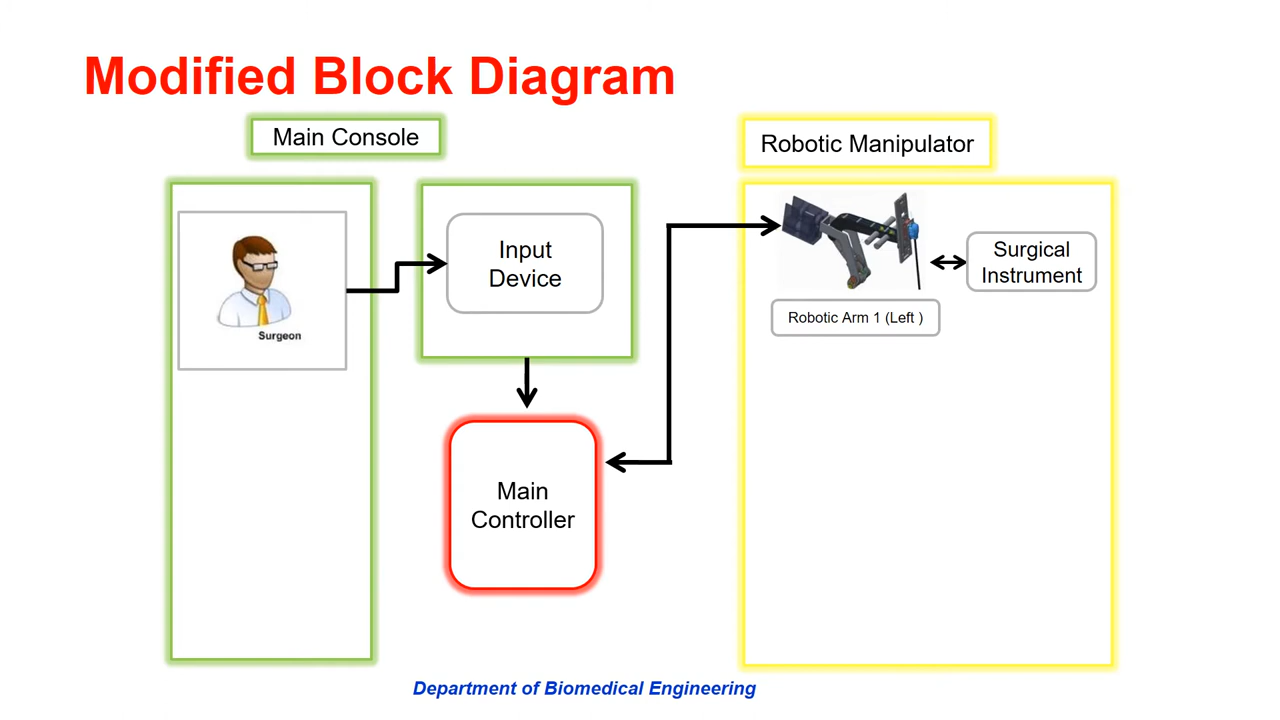 Modified Block Diagram
Main Console
Robotic Manipulator
Surgeon
Input
Device
Surgical
Instrument
Robotic Arm 1 (Left )
Main
Controller
Department of Biomedical Engineering